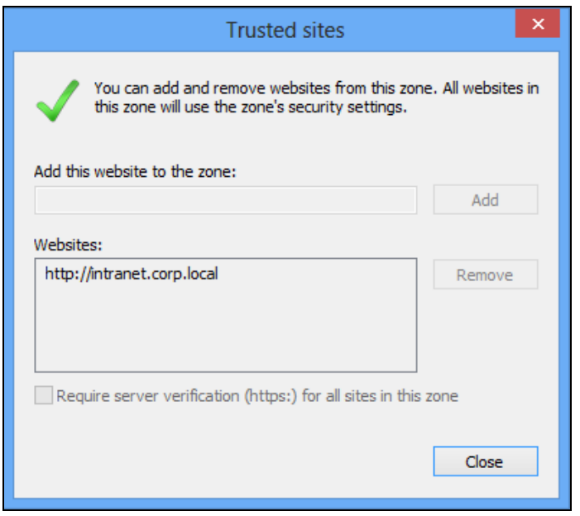 Trusted sites
You can add and remove websites from this zone. All websites in
this zone will use the zone's security settings.
Add this website to the zone:
Add
Websites:
http://intranet.corp.local
Remove
Require server verification (https:) for all sites in this zone
Close